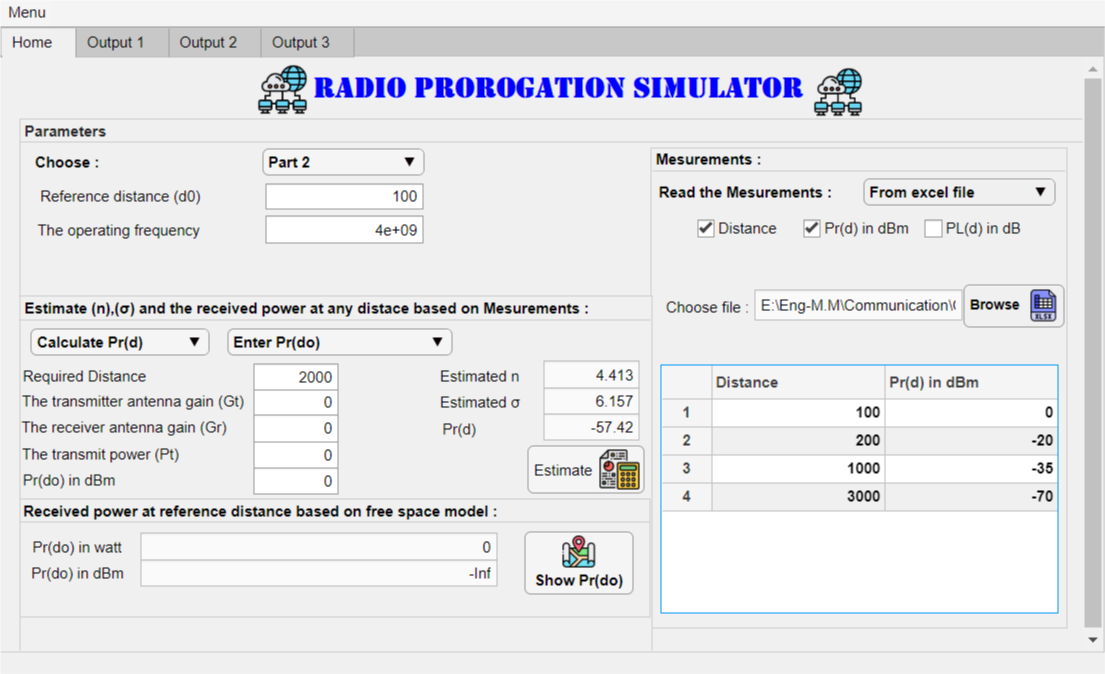 Menu
Home Output 1 Output 2 Output 3
RADIO PROROGATION SIMULATOR
Parameters
Choose : Part 2
Reference distance (d0) 100
The operating frequency 4e+09
Mesurements :
Read the Mesurements : From excel file
Distance Pr(d) in dBm PL(d) in dB
Choose file : E:\Eng-M.M\Communication\ Browse XLSX
Estimate (n),(σ) and the received power at any distace based on Mesurements :
Calculate Pr(d) Enter Pr(do)
Required Distance 2000
The transmitter antenna gain (Gt) 0
The receiver antenna gain (Gr) 0
The transmit power (Pt) 0
Pr(do) in dBm 0
Estimated n 4.413
Estimated σ 6.157
Pr(d) -57.42
Estimate
Distance Pr(d) in dBm
1 100 0
2 200 -20
3 1000 -35
4 3000 -70
Received power at reference distance based on free space model :
Pr(do) in watt 0
Pr(do) in dBm -Inf
Show Pr(do)